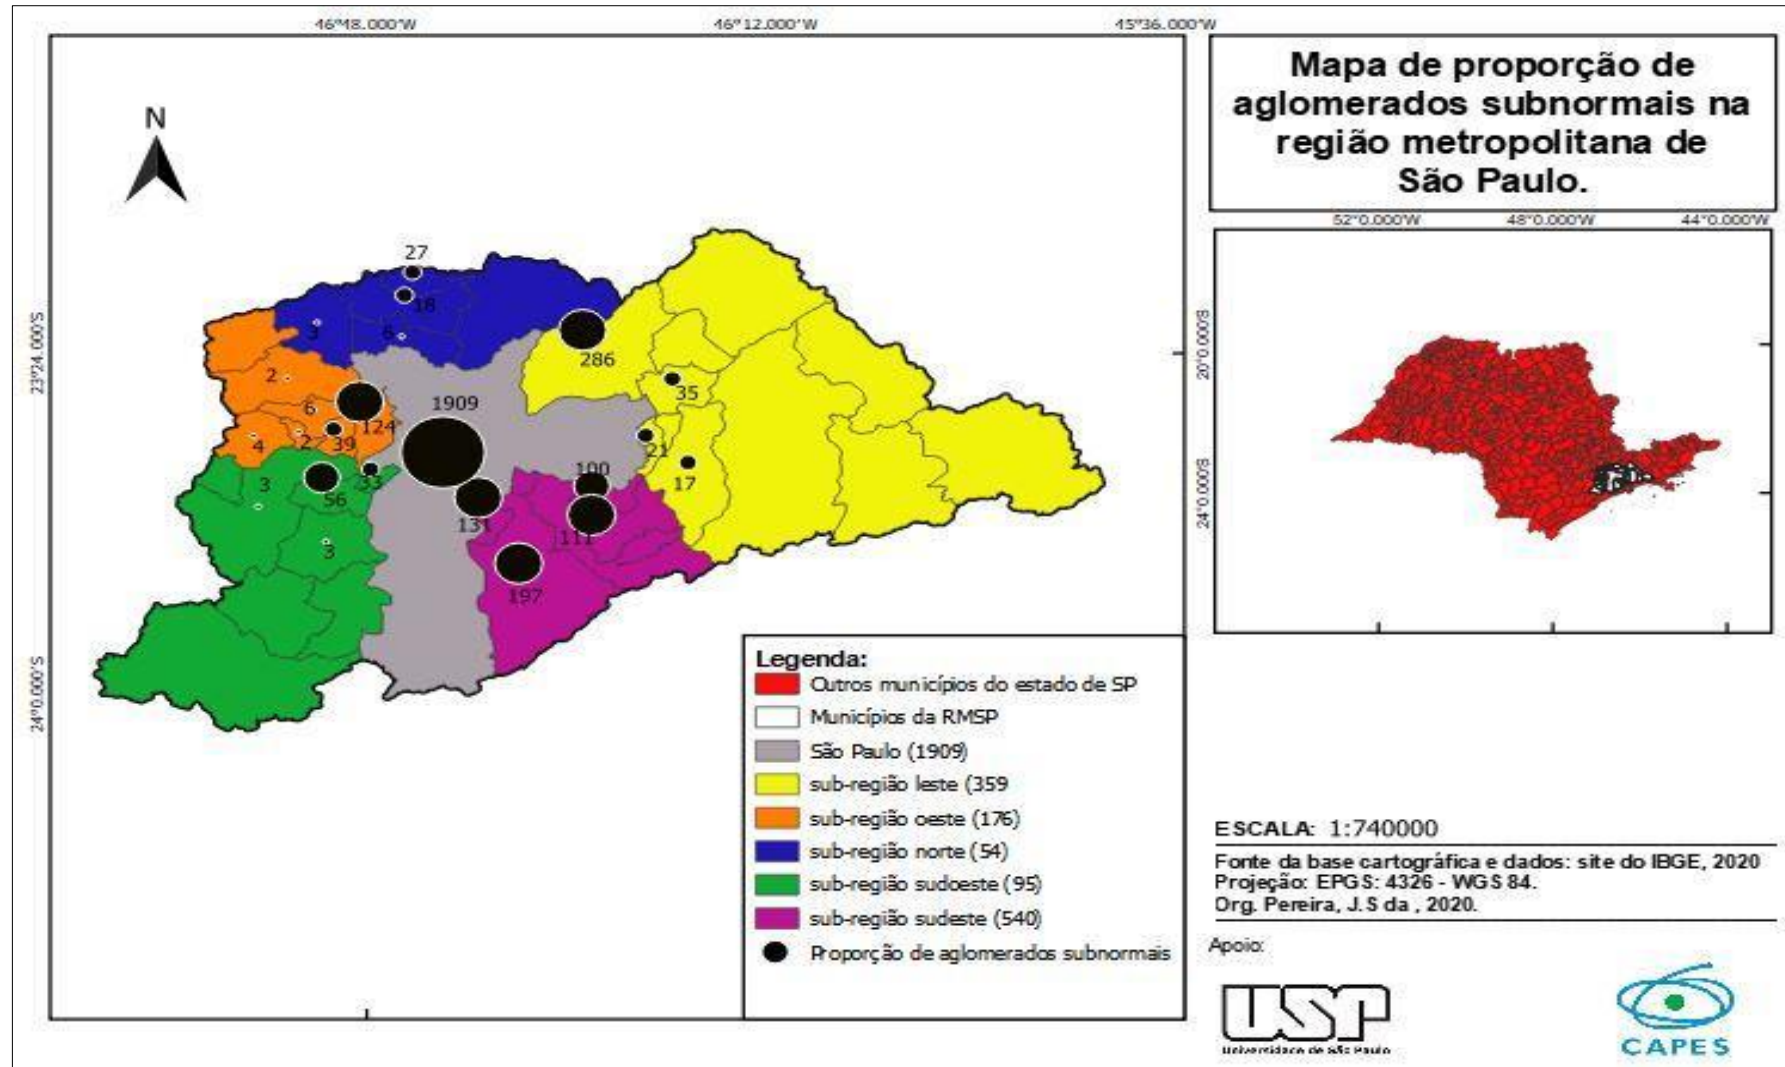 46°48.000'W
46°12.000'W
45°36.000'W
Mapa de proporção de
aglomerados subnormais na
região metropolitana de
São Paulo.
N
52°0.000'W
48°0.000'W
44°0.000'W
27
18
3
6
286
23°24.000'S
20°0.000'S
2
35
6
1909
124
4
2
39
21
33
100
17
3
56
131
111
24°0.000'S
3
197
24°0.000'S
Legenda:
Outros municípios do estado de SP
Municípios da RMSP
São Paulo (1909)
sub-região leste (359
sub-região oeste (176)
sub-região norte (54)
sub-região sudoeste (95)
sub-região sudeste (540)
Proporção de aglomerados subnormais
ESCALA: 1:740000
Fonte da base cartográfica e dados: site do IBGE, 2020
Projeção: EPGS: 4326 - WGS 84.
Org. Pereira, J.S da , 2020.
Apoio:
USP
Universidade de São Paulo
CAPES